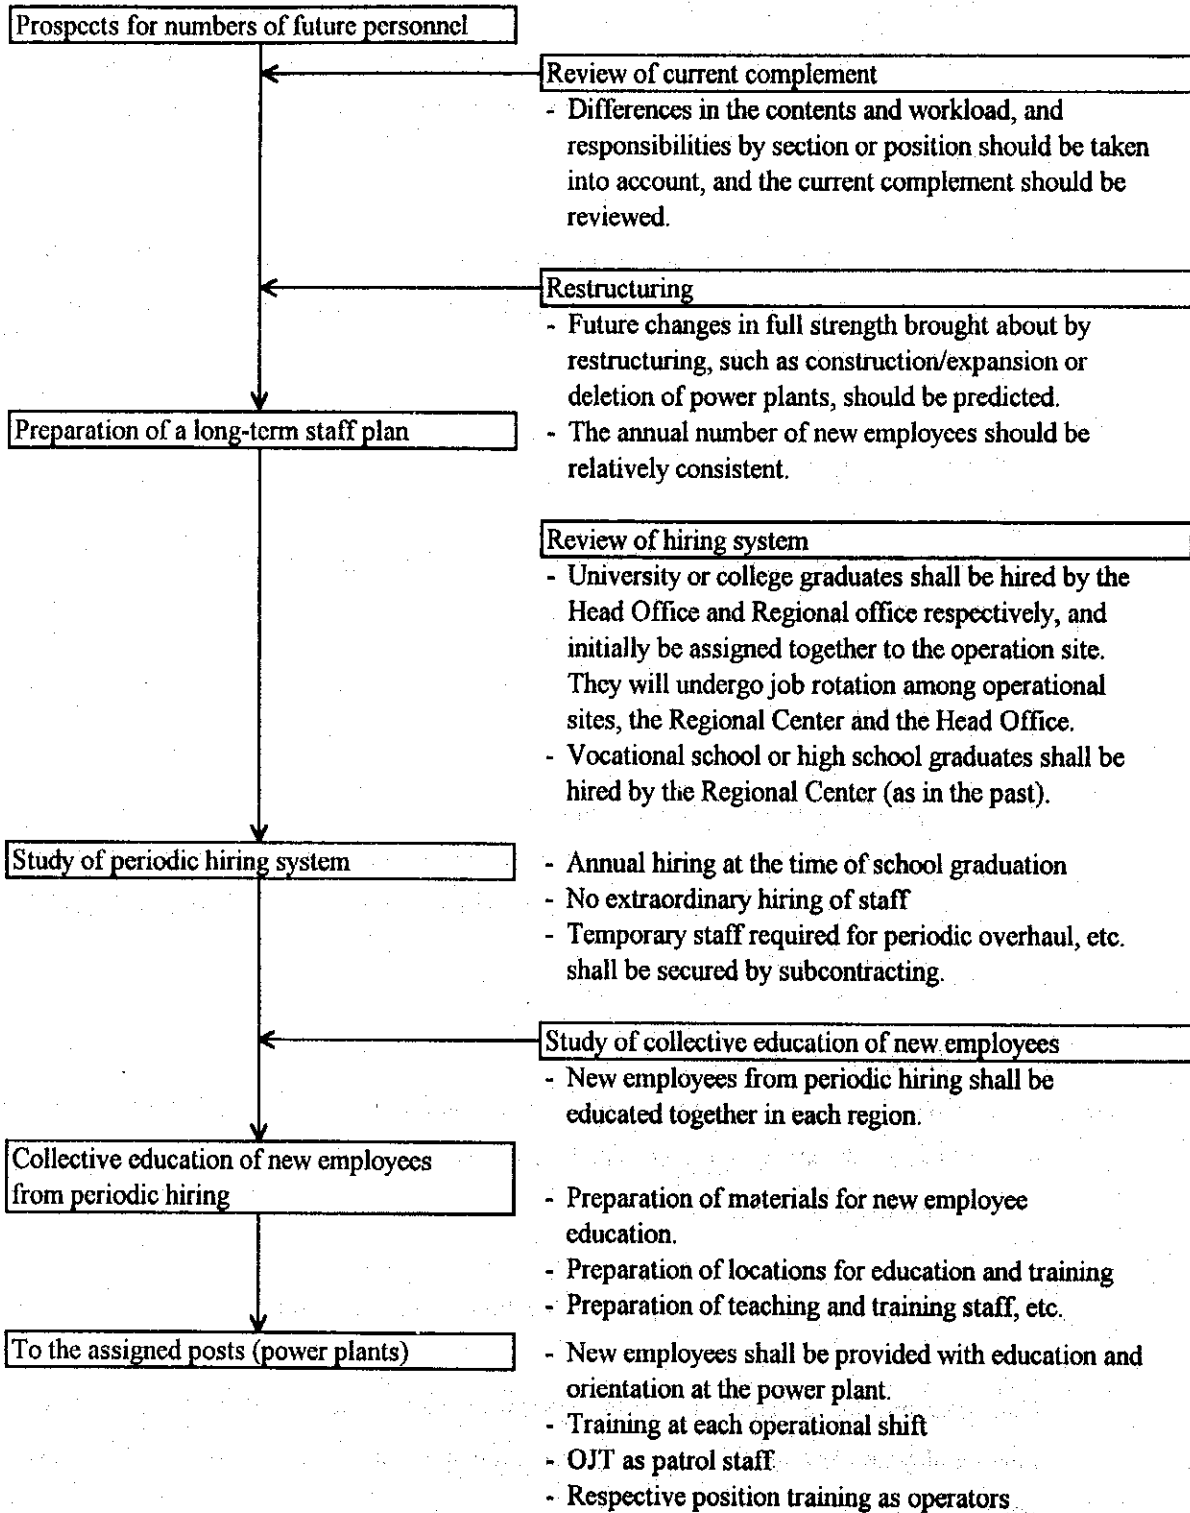 Prospects for numbers of future personnel
Review of current complement
- Differences in the contents and workload, and
responsibilities by section or position should be taken
into account, and the current complement should be
reviewed.
Restructuring
- Future changes in full strength brought about by
restructuring, such as construction/expansion or
deletion of power plants, should be predicted.
Preparation of a long-term staff plan
- The annual number of new employees should be
relatively consistent.
Review of hiring system
- University or college graduates shall be hired by the
Head Office and Regional office respectively, and
initially be assigned together to the operation site.
They will undergo job rotation among operational
sites, the Regional Center and the Head Office.
- Vocational school or high school graduates shall be
hired by the Regional Center (as in the past).
Study of periodic hiring system
- Annual hiring at the time of school graduation
- No extraordinary hiring of staff
- Temporary staff required for periodic overhaul, etc.
shall be secured by subcontracting.
Study of collective education of new employees
- New employees from periodic hiring shall be
educated together in each region.
Collective education of new employees
from periodic hiring
- Preparation of materials for new employee
education.
- Preparation of locations for education and training
- Preparation of teaching and training staff, etc.
To the assigned posts (power plants)
- New employees shall be provided with education and
orientation at the power plant.
- Training at each operational shift
- OJT as patrol staff
- Respective position training as operators